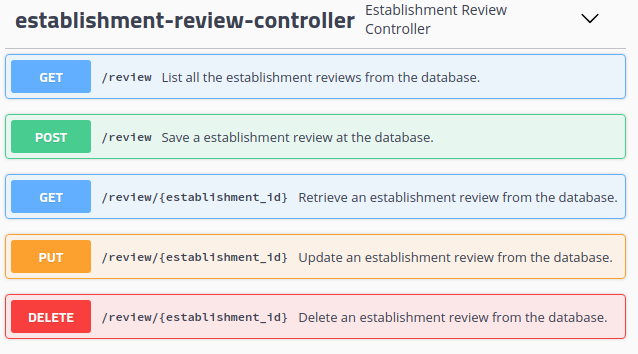 establishment-review-controller Establishment Review
Controller
GET /review List all the establishment reviews from the database.
POST /review Save a establishment review at the database.
GET /review/{establishment_id} Retrieve an establishment review from the database.
PUT /review/{establishment_id} Update an establishment review from the database.
DELETE /review/{establishment_id} Delete an establishment review from the database.